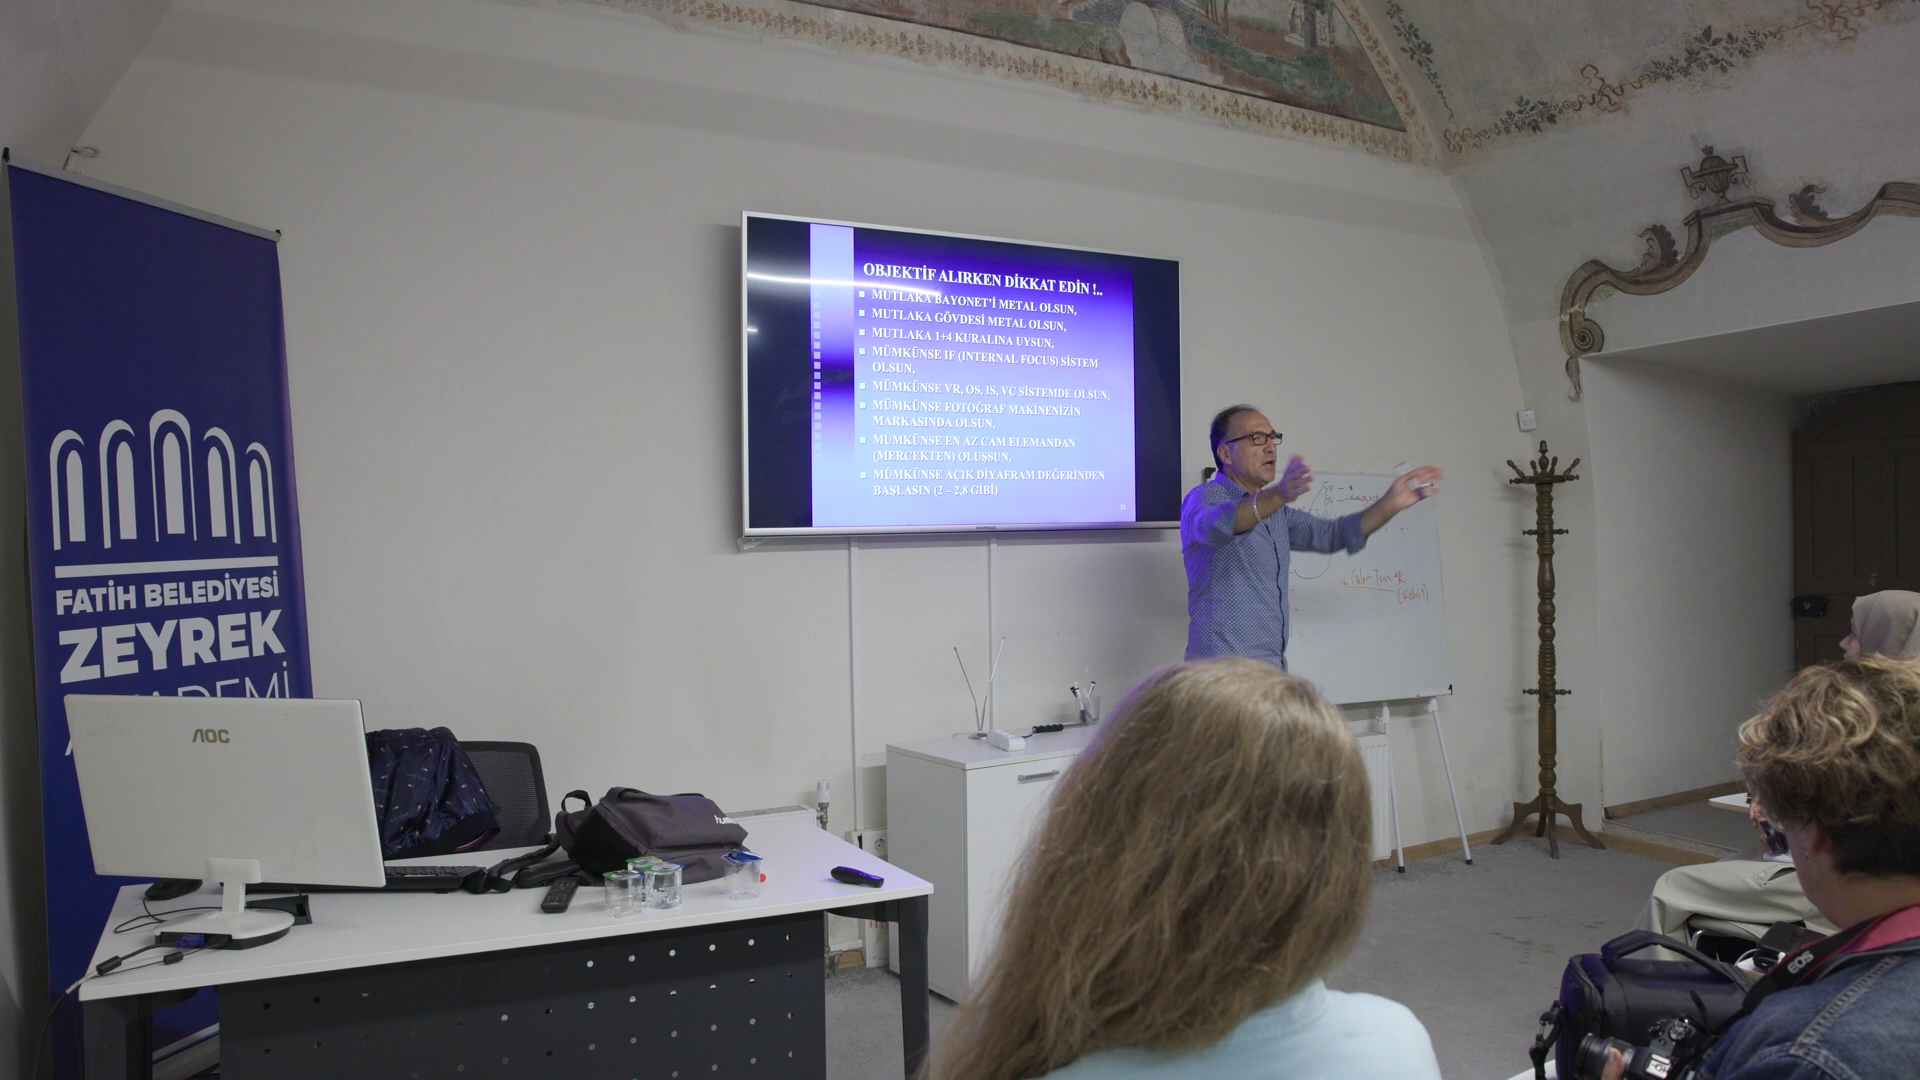 OBJEKTİF ALIRKEN DİKKAT EDİN !..
MUTLAKA BAYONET'İ METAL OLSUN,
MUTLAKA GÖVDESİ METAL OLSUN,
MUTLAKA 1+4 KURALINA UYSUN,
MÜMKÜNSE IF (INTERNAL FOCUS) SİSTEM
OLSUN,
MÜMKÜNSE VR, OS, IS, VC SİSTEMDE OLSUN,
MÜMKÜNSE FOTOĞRAF MAKİNENİZİN
MARKASINDA OLSUN,
MÜMKÜNSE EN AZ CAM ELEMANDAN
(MERCEKTEN) OLUŞSUN,
MÜMKÜNSE AÇIK DİYAFRAM DEĞERİNDEN
BAŞLASIN (2 – 2,8 GİBİ)
FATİH BELEDİYESİ
ZEYREK
AOC
EOS